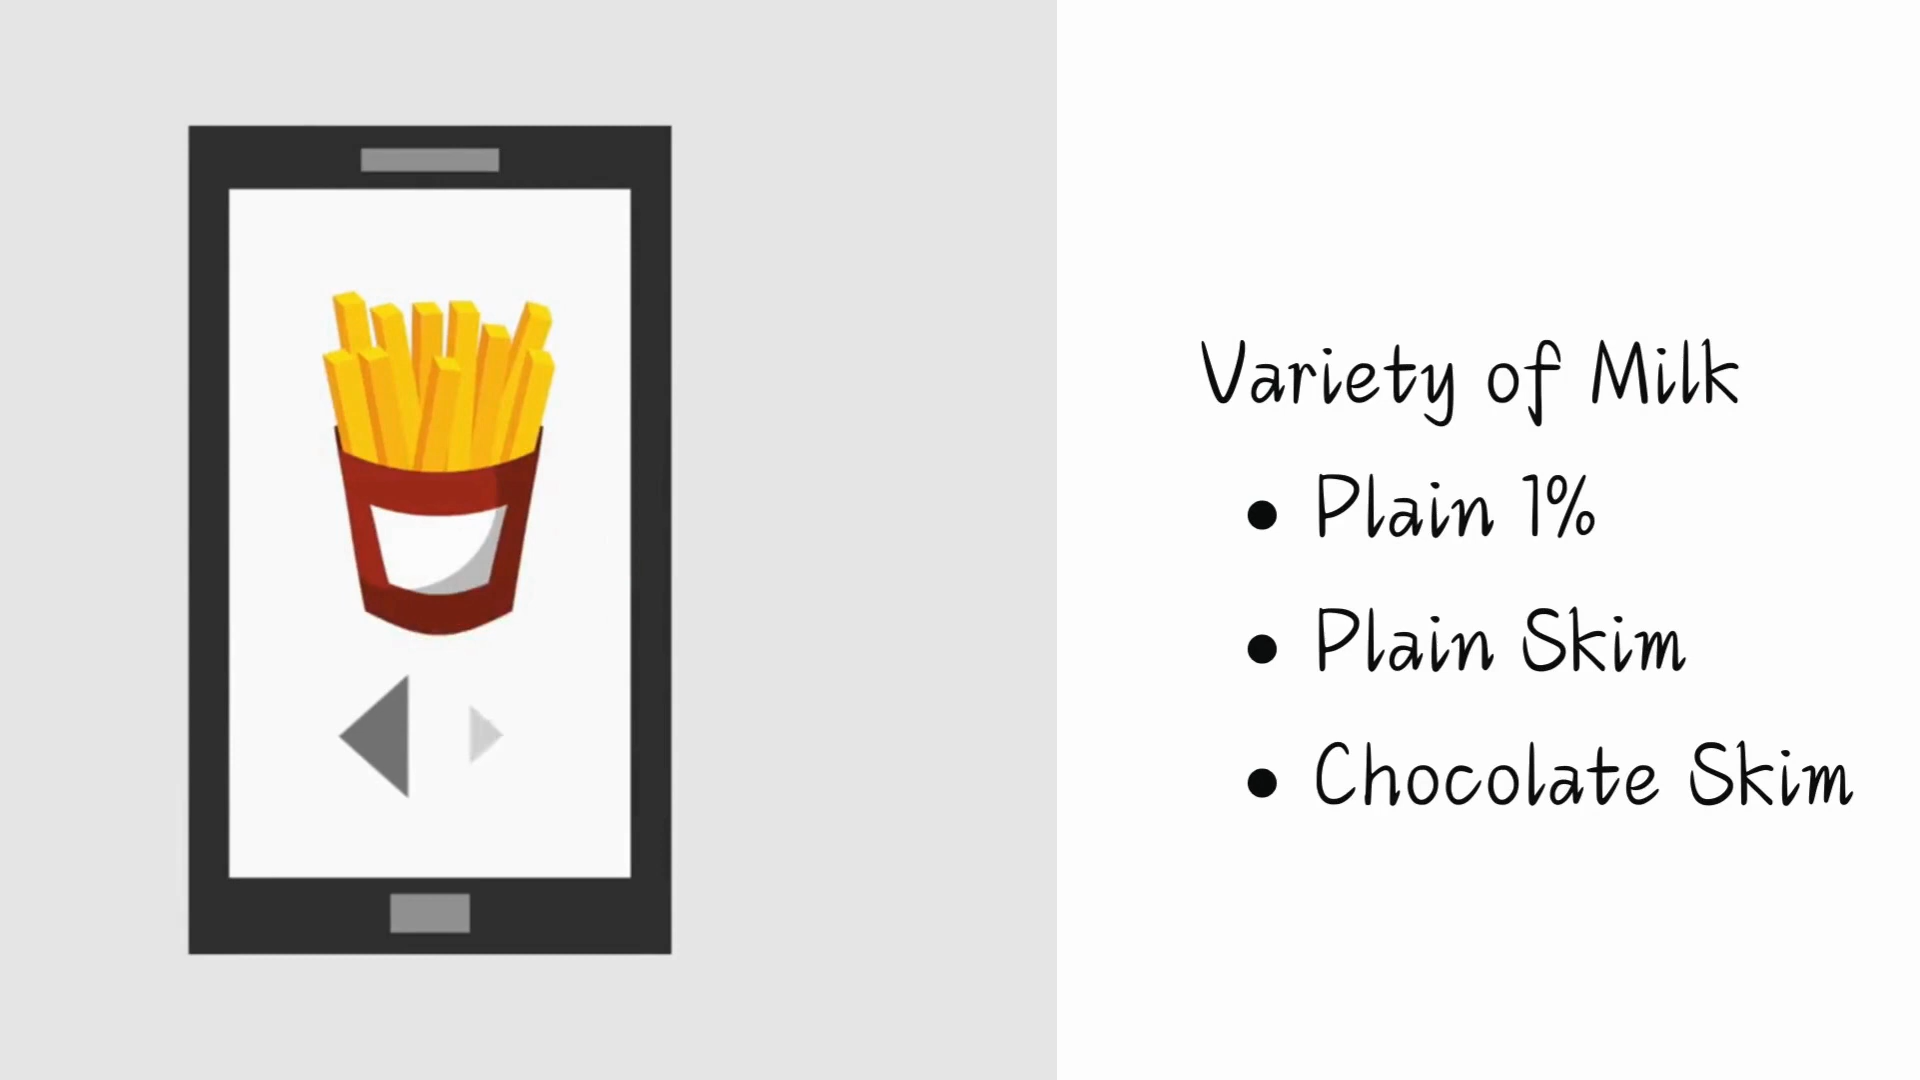 Variety of Milk
• Plain 1%
• Plain Skim
• Chocolate Skim